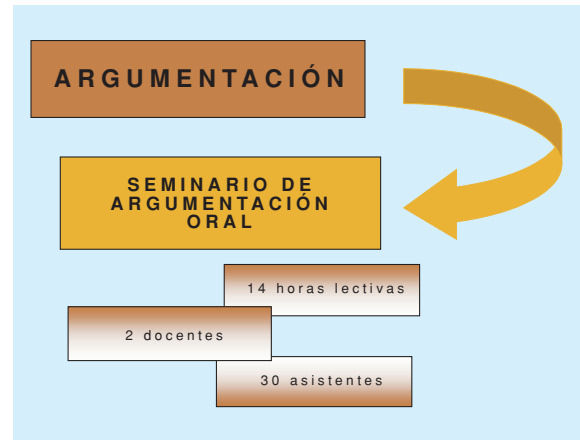 ARGUMENTACIÓN
SEMINARIO DE
ARGUMENTACIÓN
ORAL
14 horas lectivas
2 docentes
30 asistentes